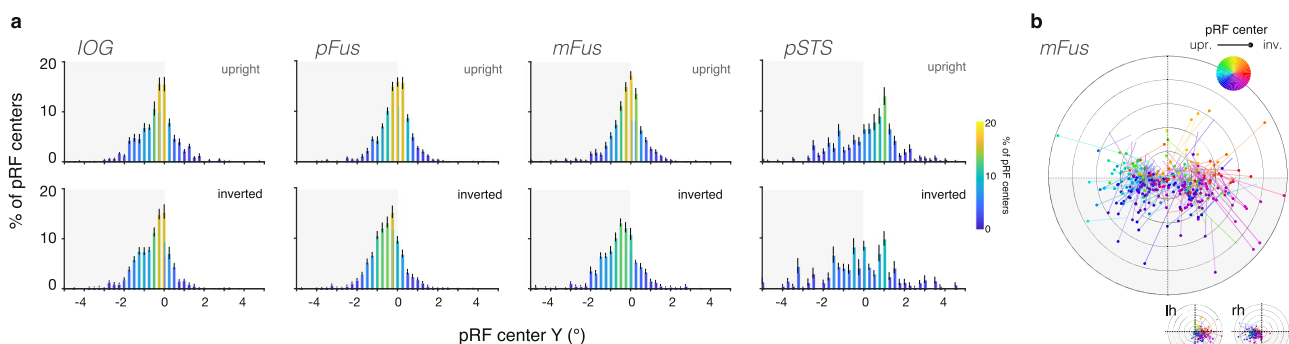 a
IOG
pFus
mFus
pSTS
b
mFus
pRF center
upr. inv.
upright
upright
upright
upright
20
10
0
% of pRF centers
inverted
inverted
inverted
inverted
20
10
0
20
10
0
% of pRF centers
-4 -2 0 2 4
-4 -2 0 2 4
-4 -2 0 2 4
-4 -2 0 2 4
pRF center Y (°)
lh
rh